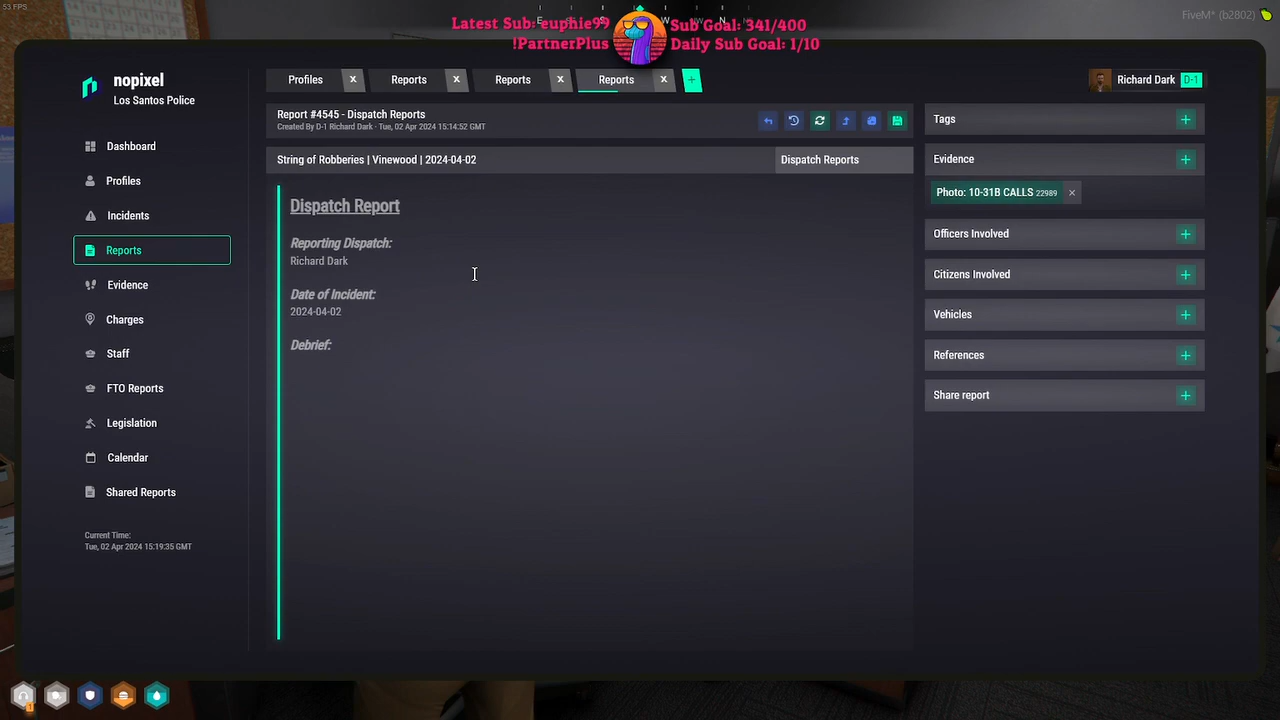 53 FPS
Latest Sub: euphie99
!PartnerPlus
E
W
N
Sub Goal: 341/400
Daily Sub Goal: 1/10
FiveM* (b2802)
nopixel
Los Santos Police
Profiles x
Reports x
Reports x
Reports x
+
Richard Dark D-1
Report #4545 - Dispatch Reports
Created By D-1 Richard Dark - Tue, 02 Apr 2024 15:14:52 GMT
String of Robberies | Vinewood | 2024-04-02
Dispatch Reports
Dashboard
Profiles
Incidents
Reports
Evidence
Charges
Staff
FTO Reports
Legislation
Calendar
Shared Reports
Current Time:
Tue, 02 Apr 2024 15:19:35 GMT
Dispatch Report
Reporting Dispatch:
Richard Dark
Date of Incident:
2024-04-02
Debrief:
Tags +
Evidence +
Photo: 10-31B CALLS 22989 x
Officers Involved +
Citizens Involved +
Vehicles +
References +
Share report +
1